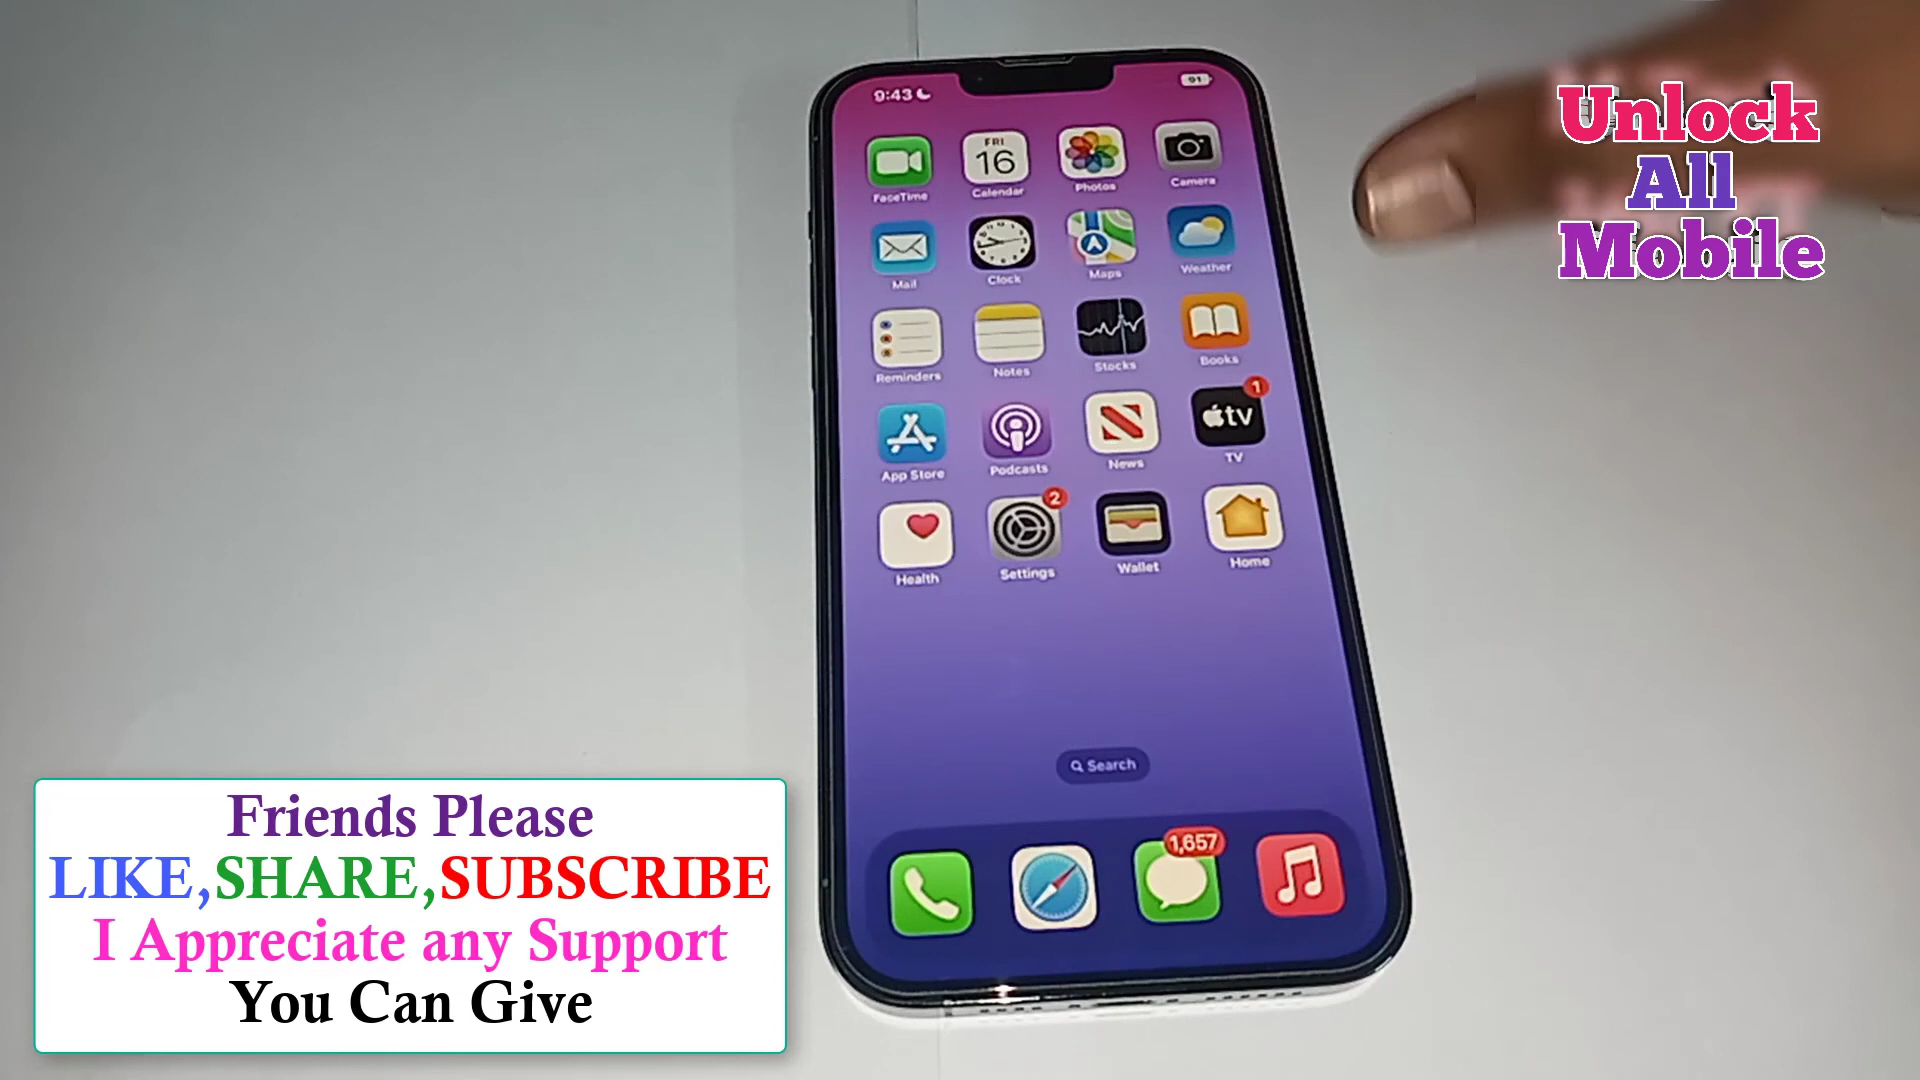 Unlock
All
Mobile
9:43
91
FRI
16
FaceTime
Calendar
Photos
Camera
Mail
Clock
Maps
Weather
Reminders
Notes
Stocks
Books
1
tv
App Store
Podcasts
News
TV
2
Health
Settings
Wallet
Home
Search
1,657
Friends Please
LIKE,SHARE,SUBSCRIBE
I Appreciate any Support
You Can Give